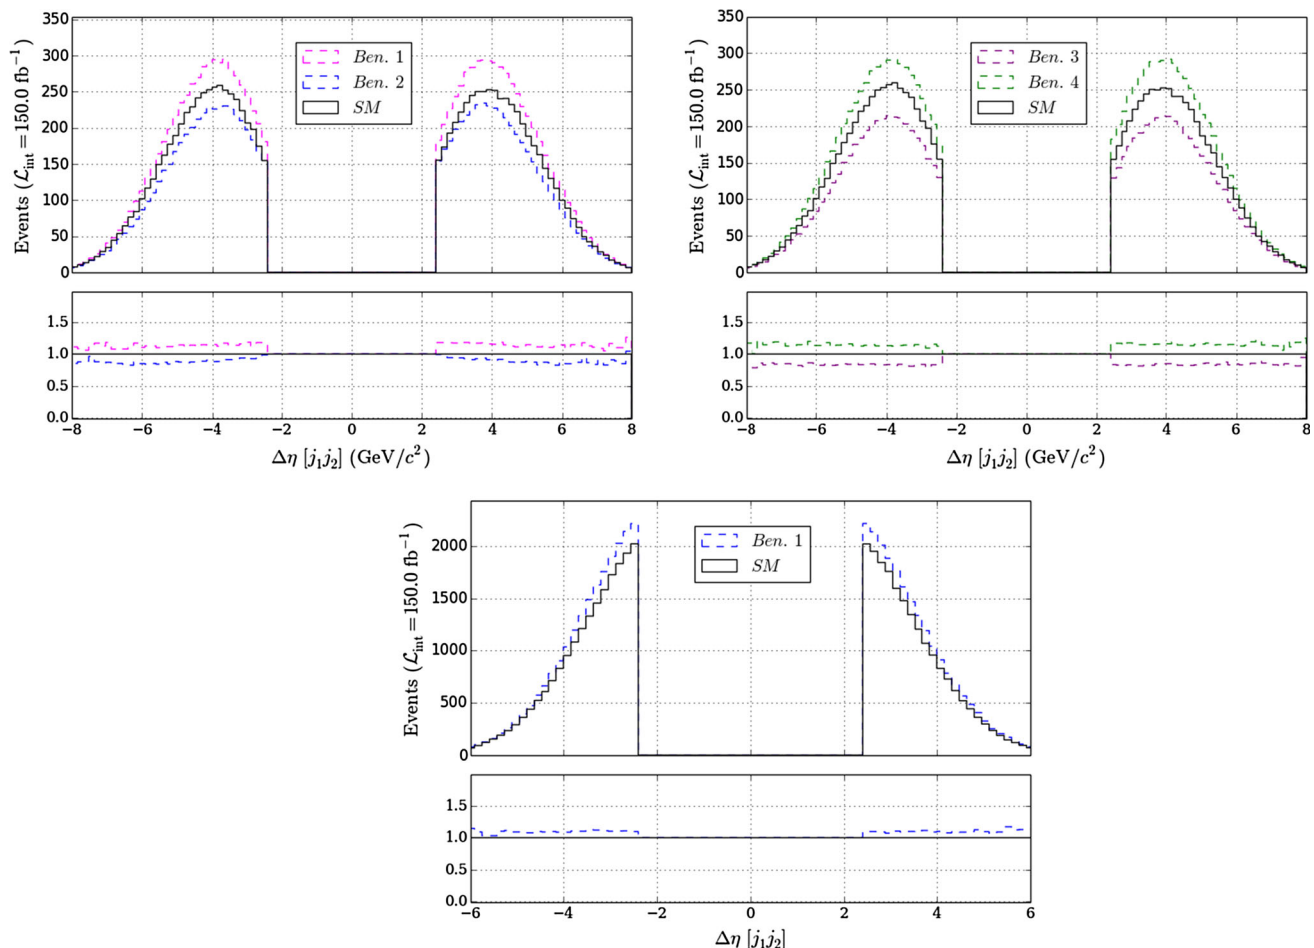 350
300
250
200
150
100
50
0
Events (ℒint = 150.0 fb⁻¹)
Ben. 1
Ben. 2
SM
1.5
1.0
0.5
0.0
−8 −6 −4 −2 0 2 4 6 8
Δη [j₁j₂] (GeV/c²)
350
300
250
200
150
100
50
0
Events (ℒint = 150.0 fb⁻¹)
Ben. 3
Ben. 4
SM
1.5
1.0
0.5
0.0
−8 −6 −4 −2 0 2 4 6 8
Δη [j₁j₂] (GeV/c²)
2000
1500
1000
500
0
Events (ℒint = 150.0 fb⁻¹)
Ben. 1
SM
1.5
1.0
0.5
0.0
−6 −4 −2 0 2 4 6
Δη [j₁j₂]